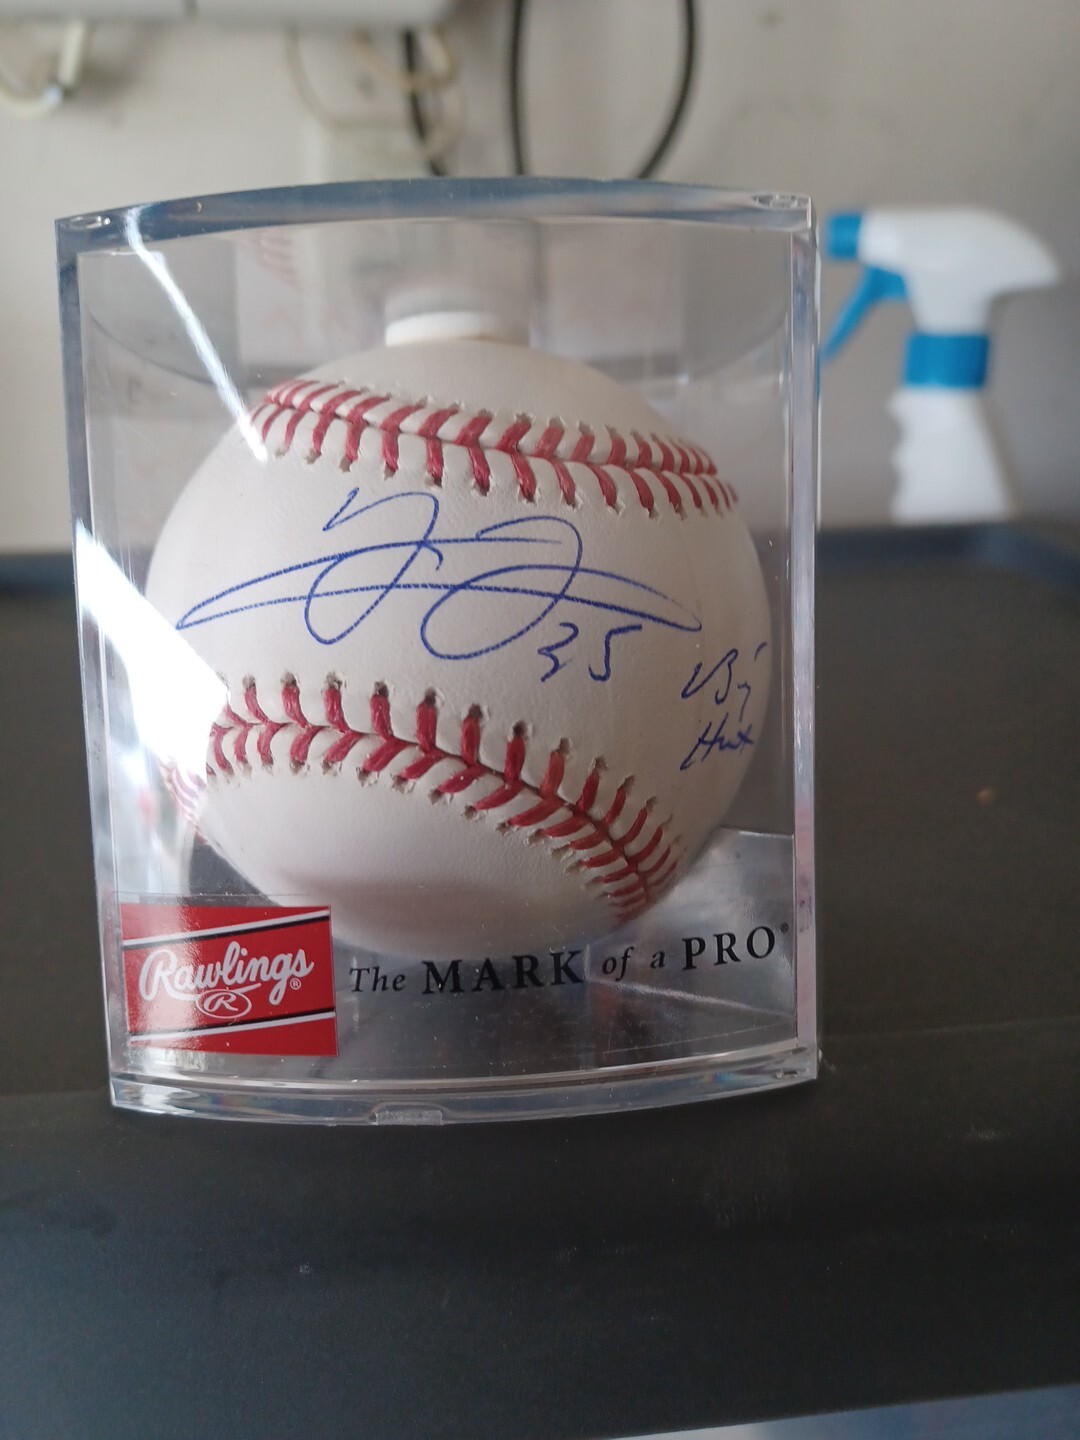 35
Big
Hurt
Rawlings®
R
The MARK of a PRO®